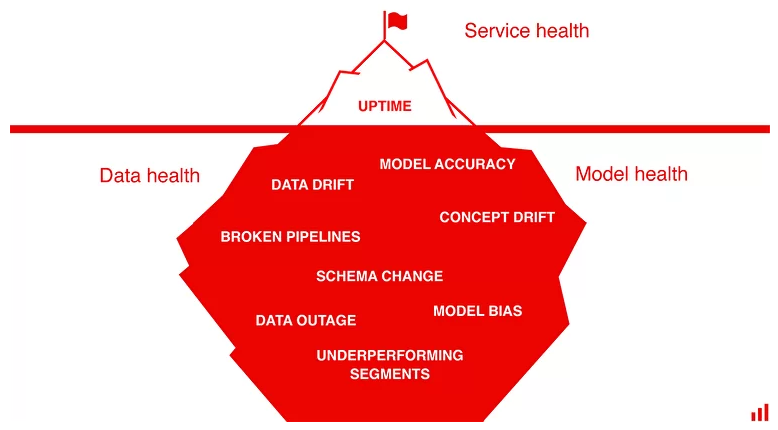 Service health
UPTIME
Data health
Model health
MODEL ACCURACY
DATA DRIFT
CONCEPT DRIFT
BROKEN PIPELINES
SCHEMA CHANGE
MODEL BIAS
DATA OUTAGE
UNDERPERFORMING
SEGMENTS